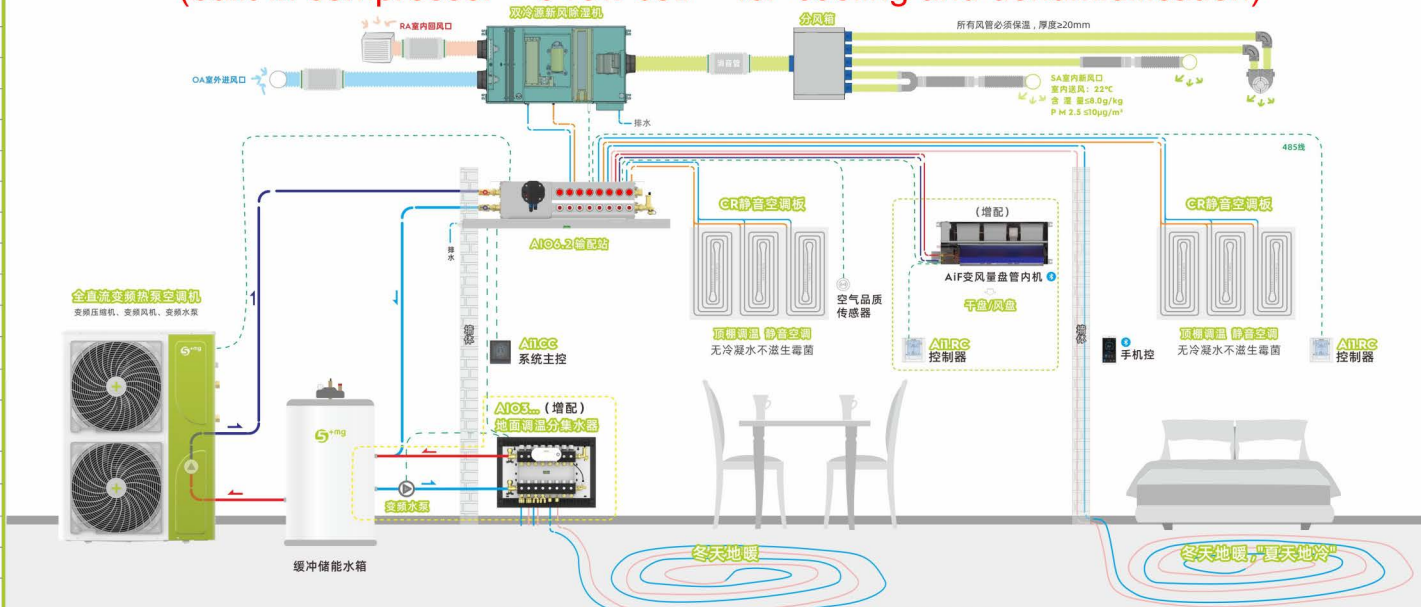 双冷源新风除湿机
分风箱
所有风管必须保温，厚度≥20mm
RA室内回风口
OA室外进风口
消音管
SA室内新风口
室内送风：22℃
含 湿 量≤8.0g/kg
P M 2.5 ≤10μg/m³
排水
485线
AIO6.2 输配站
排水
CR静音空调板
（增配）
CR静音空调板
AiF变风量盘管内机
干盘/风盘
空气品质
传感器
全直流变频热泵空调机
变频压缩机、变频风机、变频水泵
墙体
墙体
顶棚调温 静音空调
无冷凝水不滋生霉菌
AI1.CC
系统主控
AI1.RC
控制器
手机控
顶棚调温 静音空调
无冷凝水不滋生霉菌
AI1.RC
控制器
G+mg
G+mg
AIO3...（增配）
地面调温分集水器
变频水泵
缓冲储能水箱
冬天地暖
冬天地暖，"夏天地冷"